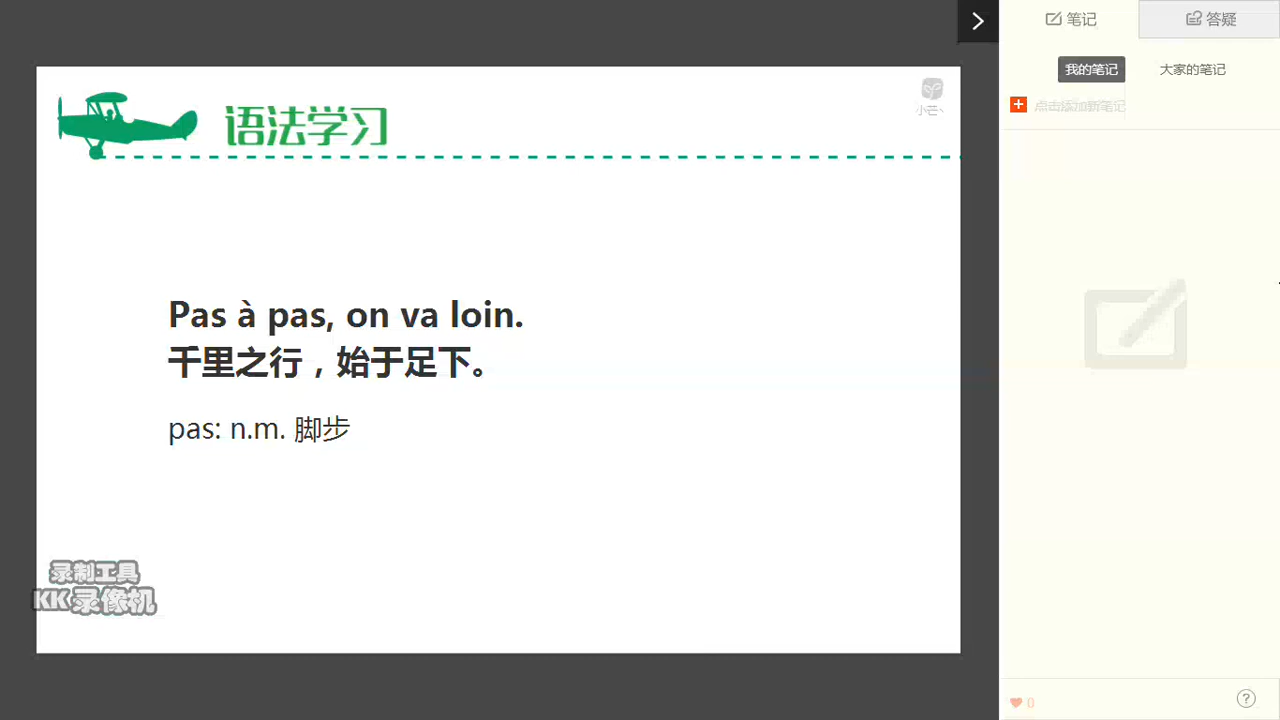 笔记
答疑
我的笔记
大家的笔记
点击添加新笔记
语法学习
Pas à pas, on va loin.
千里之行，始于足下。
pas: n.m. 脚步
录制工具
KK录像机
0
?